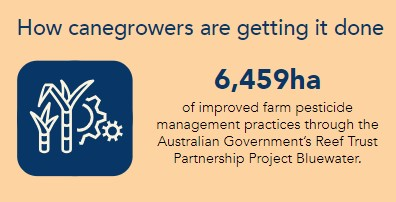 How canegrowers are getting it done
6,459ha
of improved farm pesticide
management practices through the
Australian Government's Reef Trust
Partnership Project Bluewater.